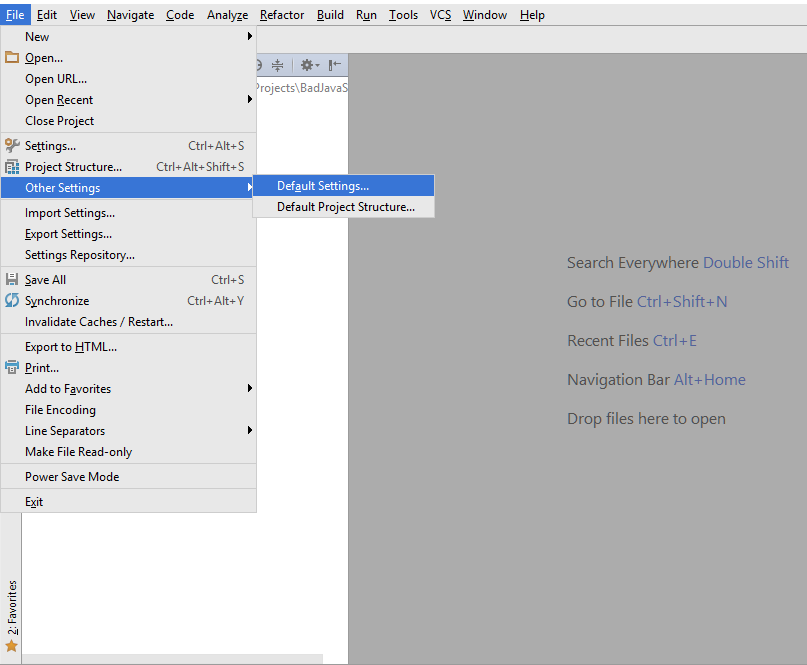 File Edit View Navigate Code Analyze Refactor Build Run Tools VCS Window Help
New
Open...
Open URL...
Open Recent
Close Project
Settings... Ctrl+Alt+S
Project Structure... Ctrl+Alt+Shift+S
Other Settings
Default Settings...
Default Project Structure...
Import Settings...
Export Settings...
Settings Repository...
Save All Ctrl+S
Synchronize Ctrl+Alt+Y
Invalidate Caches / Restart...
Export to HTML...
Print...
Add to Favorites
File Encoding
Line Separators
Make File Read-only
Power Save Mode
Exit
Projects\BadJavaS
Search Everywhere Double Shift
Go to File Ctrl+Shift+N
Recent Files Ctrl+E
Navigation Bar Alt+Home
Drop files here to open
2: Favorites